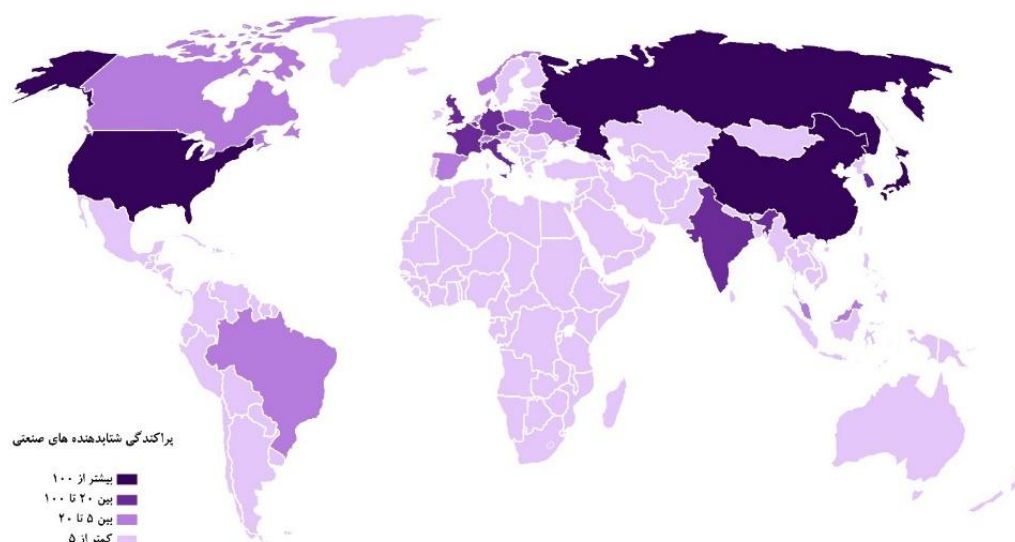 پراکندگی شتابدهنده های صنعتی
بیشتر از ۱۰۰
بین ۲۰ تا ۱۰۰
بین ۵ تا ۲۰
کمتر از ۵